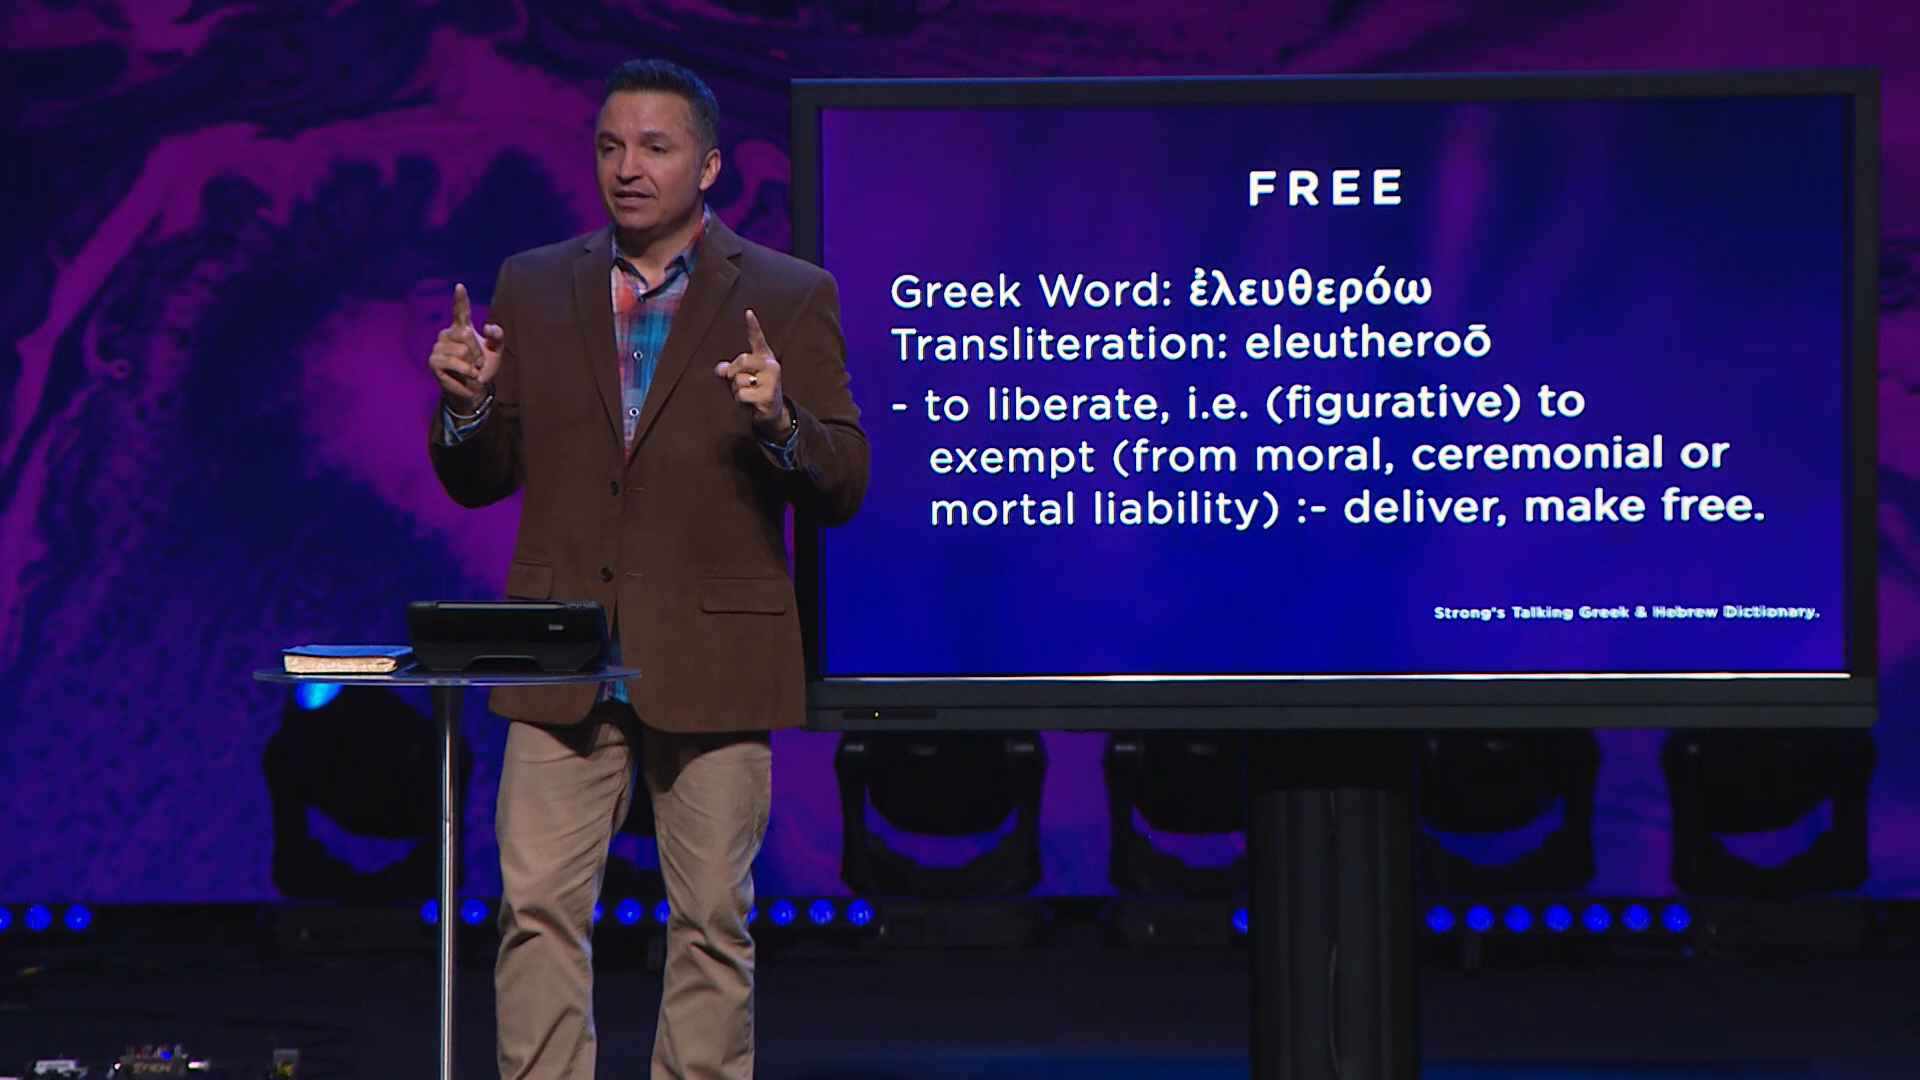 FREE
Greek Word: ἐλευθερόω
Transliteration: eleutheroō
- to liberate, i.e. (figurative) to
exempt (from moral, ceremonial or
mortal liability) :- deliver, make free.
Strong's Talking Greek & Hebrew Dictionary.